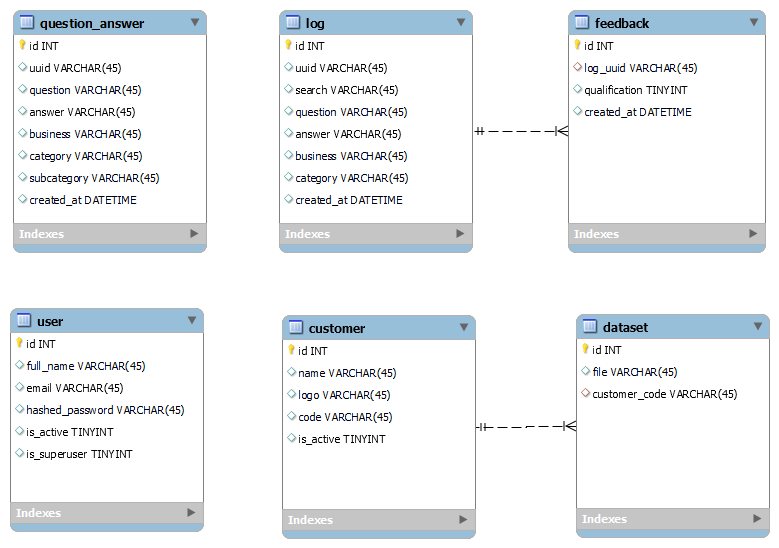 question_answer
id INT
uuid VARCHAR(45)
question VARCHAR(45)
answer VARCHAR(45)
business VARCHAR(45)
category VARCHAR(45)
subcategory VARCHAR(45)
created_at DATETIME
Indexes
log
id INT
uuid VARCHAR(45)
search VARCHAR(45)
question VARCHAR(45)
answer VARCHAR(45)
business VARCHAR(45)
category VARCHAR(45)
created_at DATETIME
Indexes
feedback
id INT
log_uuid VARCHAR(45)
qualification TINYINT
created_at DATETIME
Indexes
user
id INT
full_name VARCHAR(45)
email VARCHAR(45)
hashed_password VARCHAR(45)
is_active TINYINT
is_superuser TINYINT
Indexes
customer
id INT
name VARCHAR(45)
logo VARCHAR(45)
code VARCHAR(45)
is_active TINYINT
Indexes
dataset
id INT
file VARCHAR(45)
customer_code VARCHAR(45)
Indexes